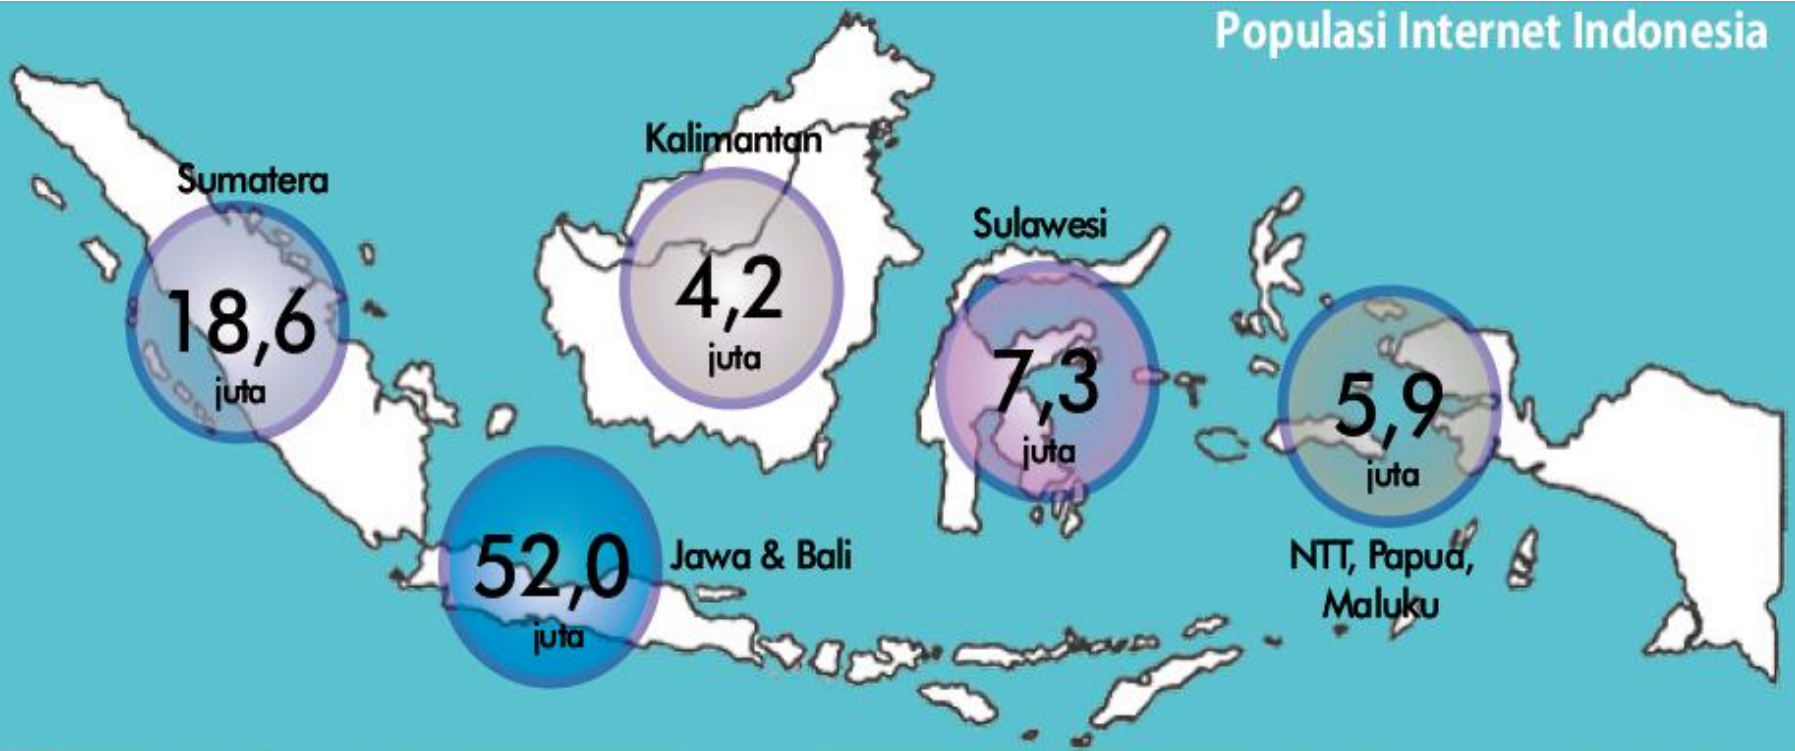 Populasi Internet Indonesia
Sumatera
18,6
juta
Kalimantan
4,2
juta
Sulawesi
7,3
juta
5,9
juta
NTT, Papua,
Maluku
52,0
juta
Jawa & Bali